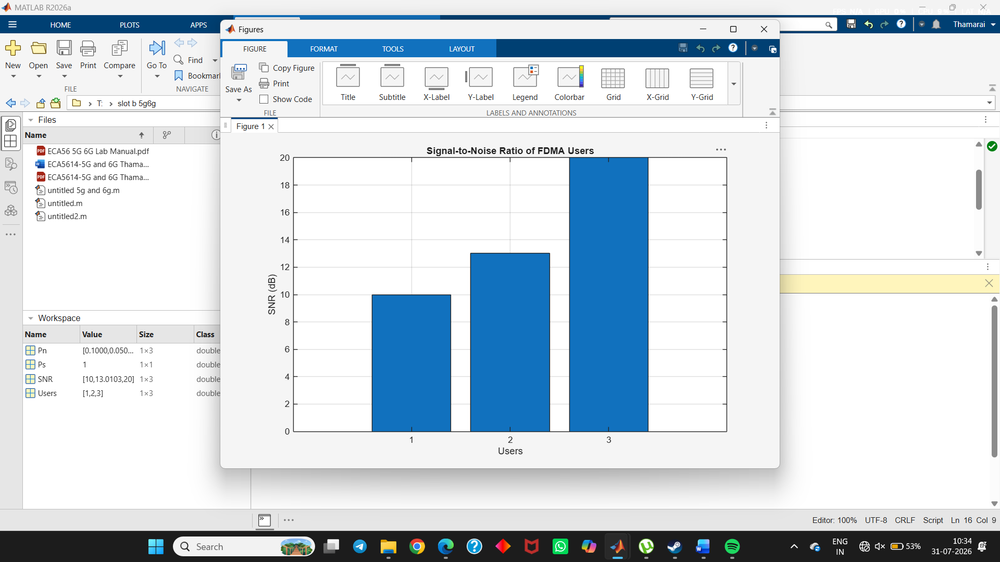 MATLAB R2026a
FPS N/A | GPU 0% | CPU 9% | LAT N/A
HOME PLOTS APPS
Thamarai
New Open Save Print Compare Go To Find Bookmark
FILE NAVIGATE
T: slot b 5g6g
Files
Name
ECA56 5G 6G Lab Manual.pdf
ECA5614-5G and 6G Thama...
ECA5614-5G and 6G Thama...
untitled 5g and 6g.m
untitled.m
untitled2.m
Workspace
Name Value Size Class
Pn [0.1000,0.050... 1×3 double
Ps 1 1×1 double
SNR [10,13.0103,20] 1×3 double
Users [1,2,3] 1×3 double
Figures
FIGURE FORMAT TOOLS LAYOUT
Save As
Copy Figure
Print
Show Code
FILE
Title Subtitle X-Label Y-Label Legend Colorbar Grid X-Grid Y-Grid
LABELS AND ANNOTATIONS
Figure 1
Signal-to-Noise Ratio of FDMA Users
20
18
16
14
12
10
8
6
4
2
0
SNR (dB)
1 2 3
Users
Editor: 100% UTF-8 CRLF Script Ln 16 Col 9
Search
ENG
IN
53%
10:34
31-07-2026